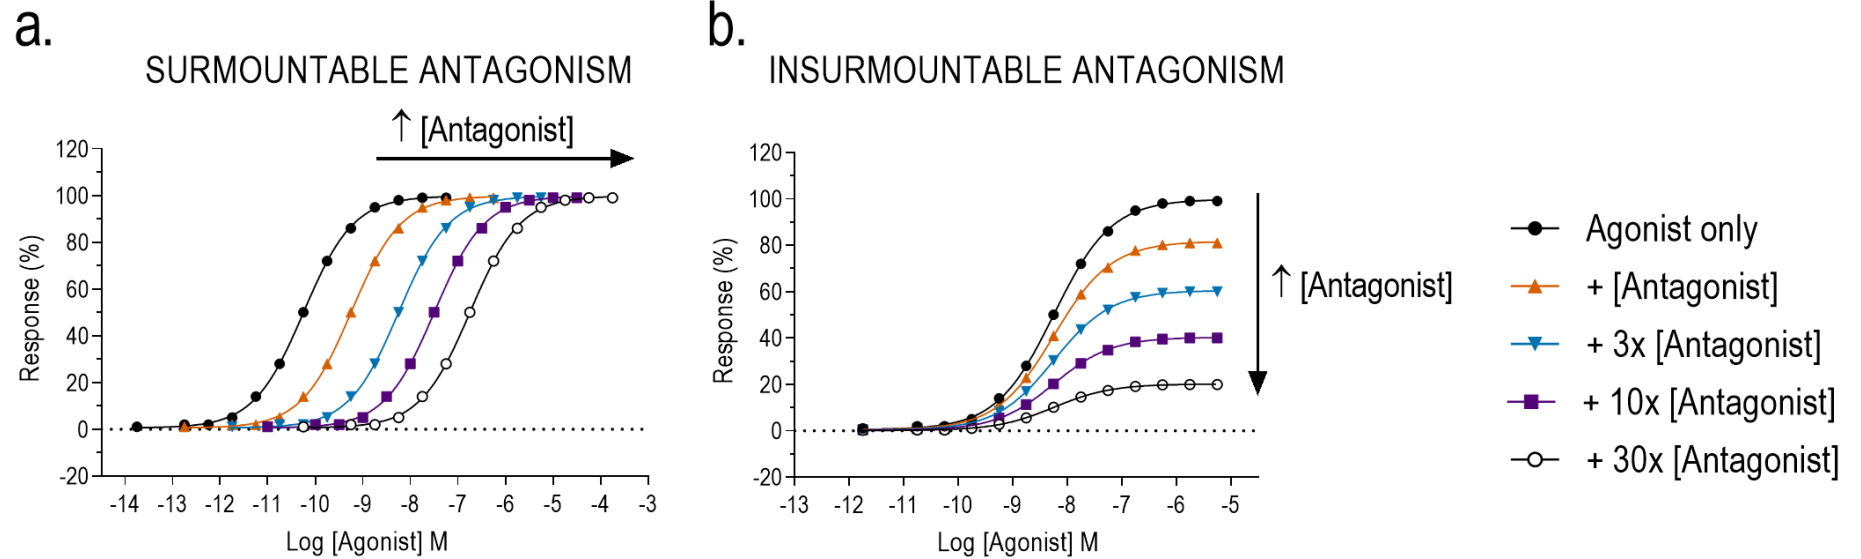 a.
SURMOUNTABLE ANTAGONISM
↑ [Antagonist]
120
100
80
60
40
20
0
-20
Response (%)
-14 -13 -12 -11 -10 -9 -8 -7 -6 -5 -4 -3
Log [Agonist] M
b.
INSURMOUNTABLE ANTAGONISM
120
100
80
60
40
20
0
-20
Response (%)
-13 -12 -11 -10 -9 -8 -7 -6 -5
Log [Agonist] M
↑ [Antagonist]
Agonist only
+ [Antagonist]
+ 3x [Antagonist]
+ 10x [Antagonist]
+ 30x [Antagonist]